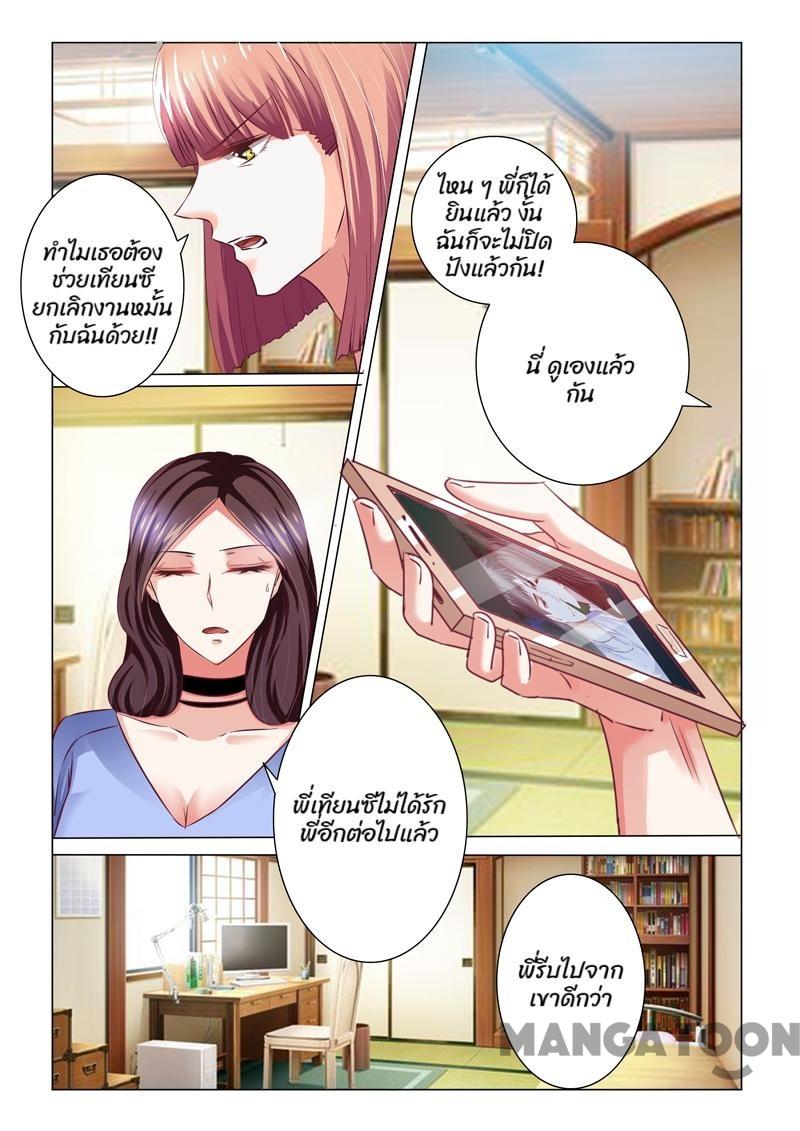 ทำไมเธอต้อง
ช่วยเทียนซี
ยกเลิกงานหมั้น
กับฉันด้วย!!
ไหน ๆ พี่ก็ได้
ยินแล้ว งั้น
ฉันก็จะไม่ปิด
ปังแล้วกัน!
นี่ ดูเองแล้ว
กัน
พี่เทียนซีไม่ได้รัก
พี่อีกต่อไปแล้ว
พี่รีบไปจาก
เขาดีกว่า
MANGATOON